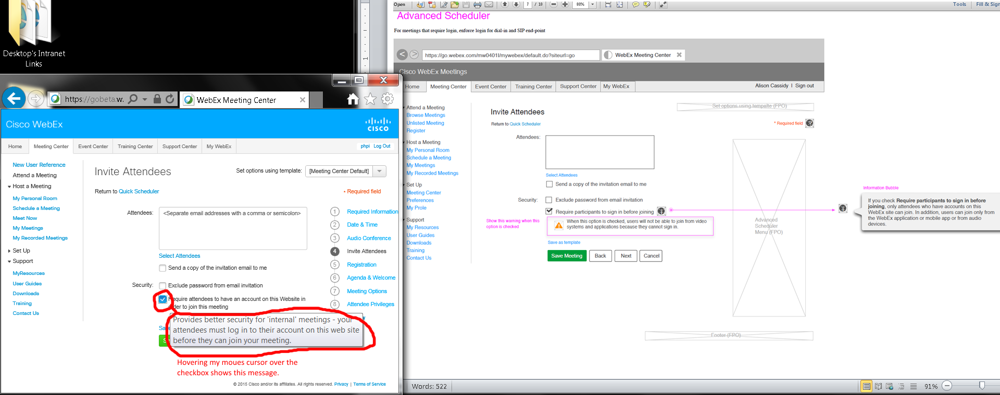 Desktop's Intranet
Links
https://gobeta.w.
WebEx Meeting Center
Cisco WebEx
CISCO
Home
Meeting Center
Event Center
Training Center
Support Center
My WebEx
phpi
Log Out
New User Reference
Attend a Meeting
Host a Meeting
My Personal Room
Schedule a Meeting
Meet Now
My Meetings
My Recorded Meetings
Set Up
Support
MyResources
User Guides
Downloads
Training
Contact Us
Invite Attendees
Set options using template:
[Meeting Center Default]
Return to Quick Scheduler
* Required field
Attendees:
<Separate email addresses with a comma or semicolon>
Select Attendees
Send a copy of the invitation email to me
Security:
Exclude password from email invitation
Require attendees to have an account on this Website in
order to join this meeting
1 Required Information
2 Date & Time
3 Audio Conference
4 Invite Attendees
5 Registration
6 Agenda & Welcome
7 Meeting Options
8 Attendee Privileges
Provides better security for 'internal' meetings - your
attendees must log in to their account on this web site
before they can join your meeting.
Hovering my moues cursor over the
checkbox shows this message.
© 2015 Cisco and/or its affiliates. All rights reserved. Privacy | Terms of Service
Open
7 / 10
80%
Tools
Fill & Sign
Advanced Scheduler
For meetings that require login, enforce login for dial-in and SIP end-point
https://go.webex.com/mw0401l/mywebex/default.do?siteurl=go
WebEx Meeting Center
Cisco WebEx Meetings
Home
Meeting Center
Event Center
Training Center
Support Center
My WebEx
Alison Cassidy | Sign out
Attend a Meeting
Browse Meetings
Unlisted Meeting
Register
Host a Meeting
My Personal Room
Schedule a Meeting
My Meetings
My Recorded Meetings
Set Up
Meeting Center
Preferences
My Prole
Support
My Resources
User Guides
Downloads
Training
Contact Us
Invite Attendees
Set options using tempalte (FPO)
Return to Quick Scheduler
* Required field
Attendees:
Select Attendees
Send a copy of the invitation email to me
Security:
Exclude password from email invitation
Require participants to sign in before joining
Show this warning when this
option is checked
When this option is checked, users will not be able to join from video
systems and applications because they cannot sign in.
Save as template
Save Meeting
Back
Next
Cancel
Advanced
Scheduler
Menu (FPO)
Footer (FPO)
Information Bubble
If you check Require participants to sign in before
joining, only attendees who have accounts on this
WebEx site can join. In addition, users can join only from
the WebEx application or mobile app or from audio
devices.
Words: 522
91%